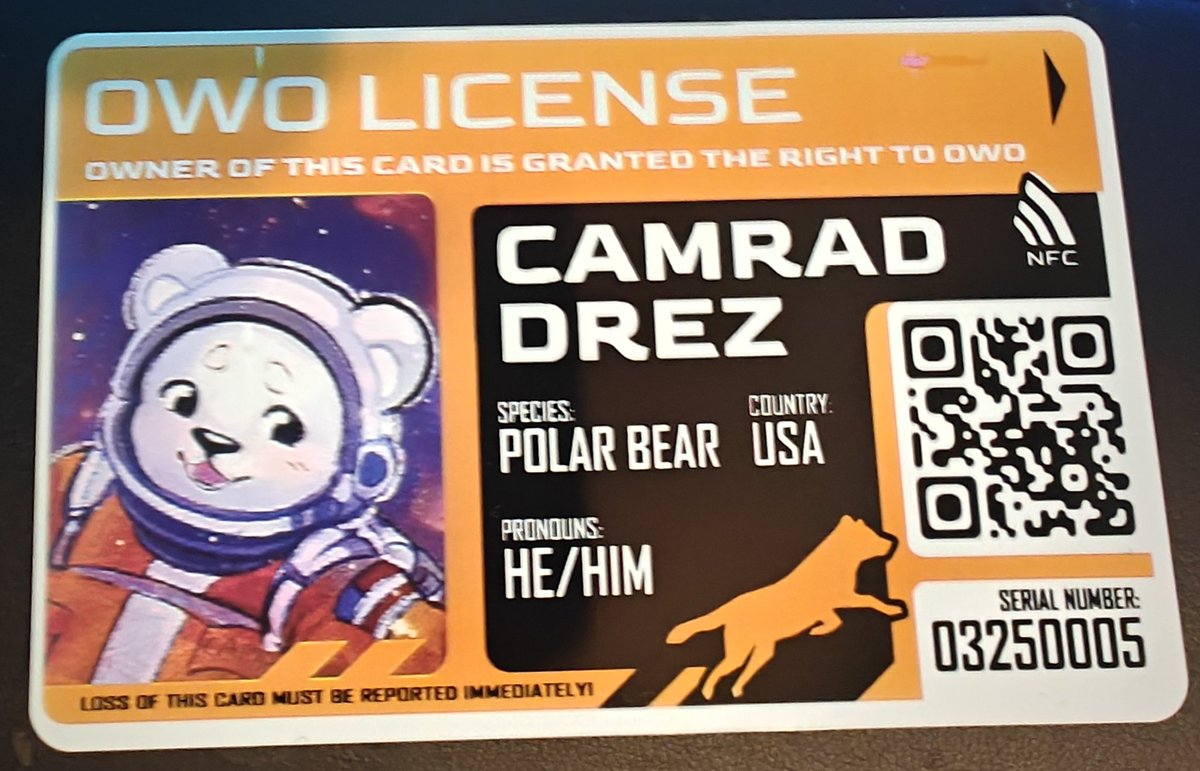 OWO LICENSE
OWNER OF THIS CARD IS GRANTED THE RIGHT TO OWO
NFC
CAMRAD
DREZ
SPECIES:
POLAR BEAR
COUNTRY:
USA
PRONOUNS:
HE/HIM
SERIAL NUMBER:
03250005
LOSS OF THIS CARD MUST BE REPORTED IMMEDIATELY!